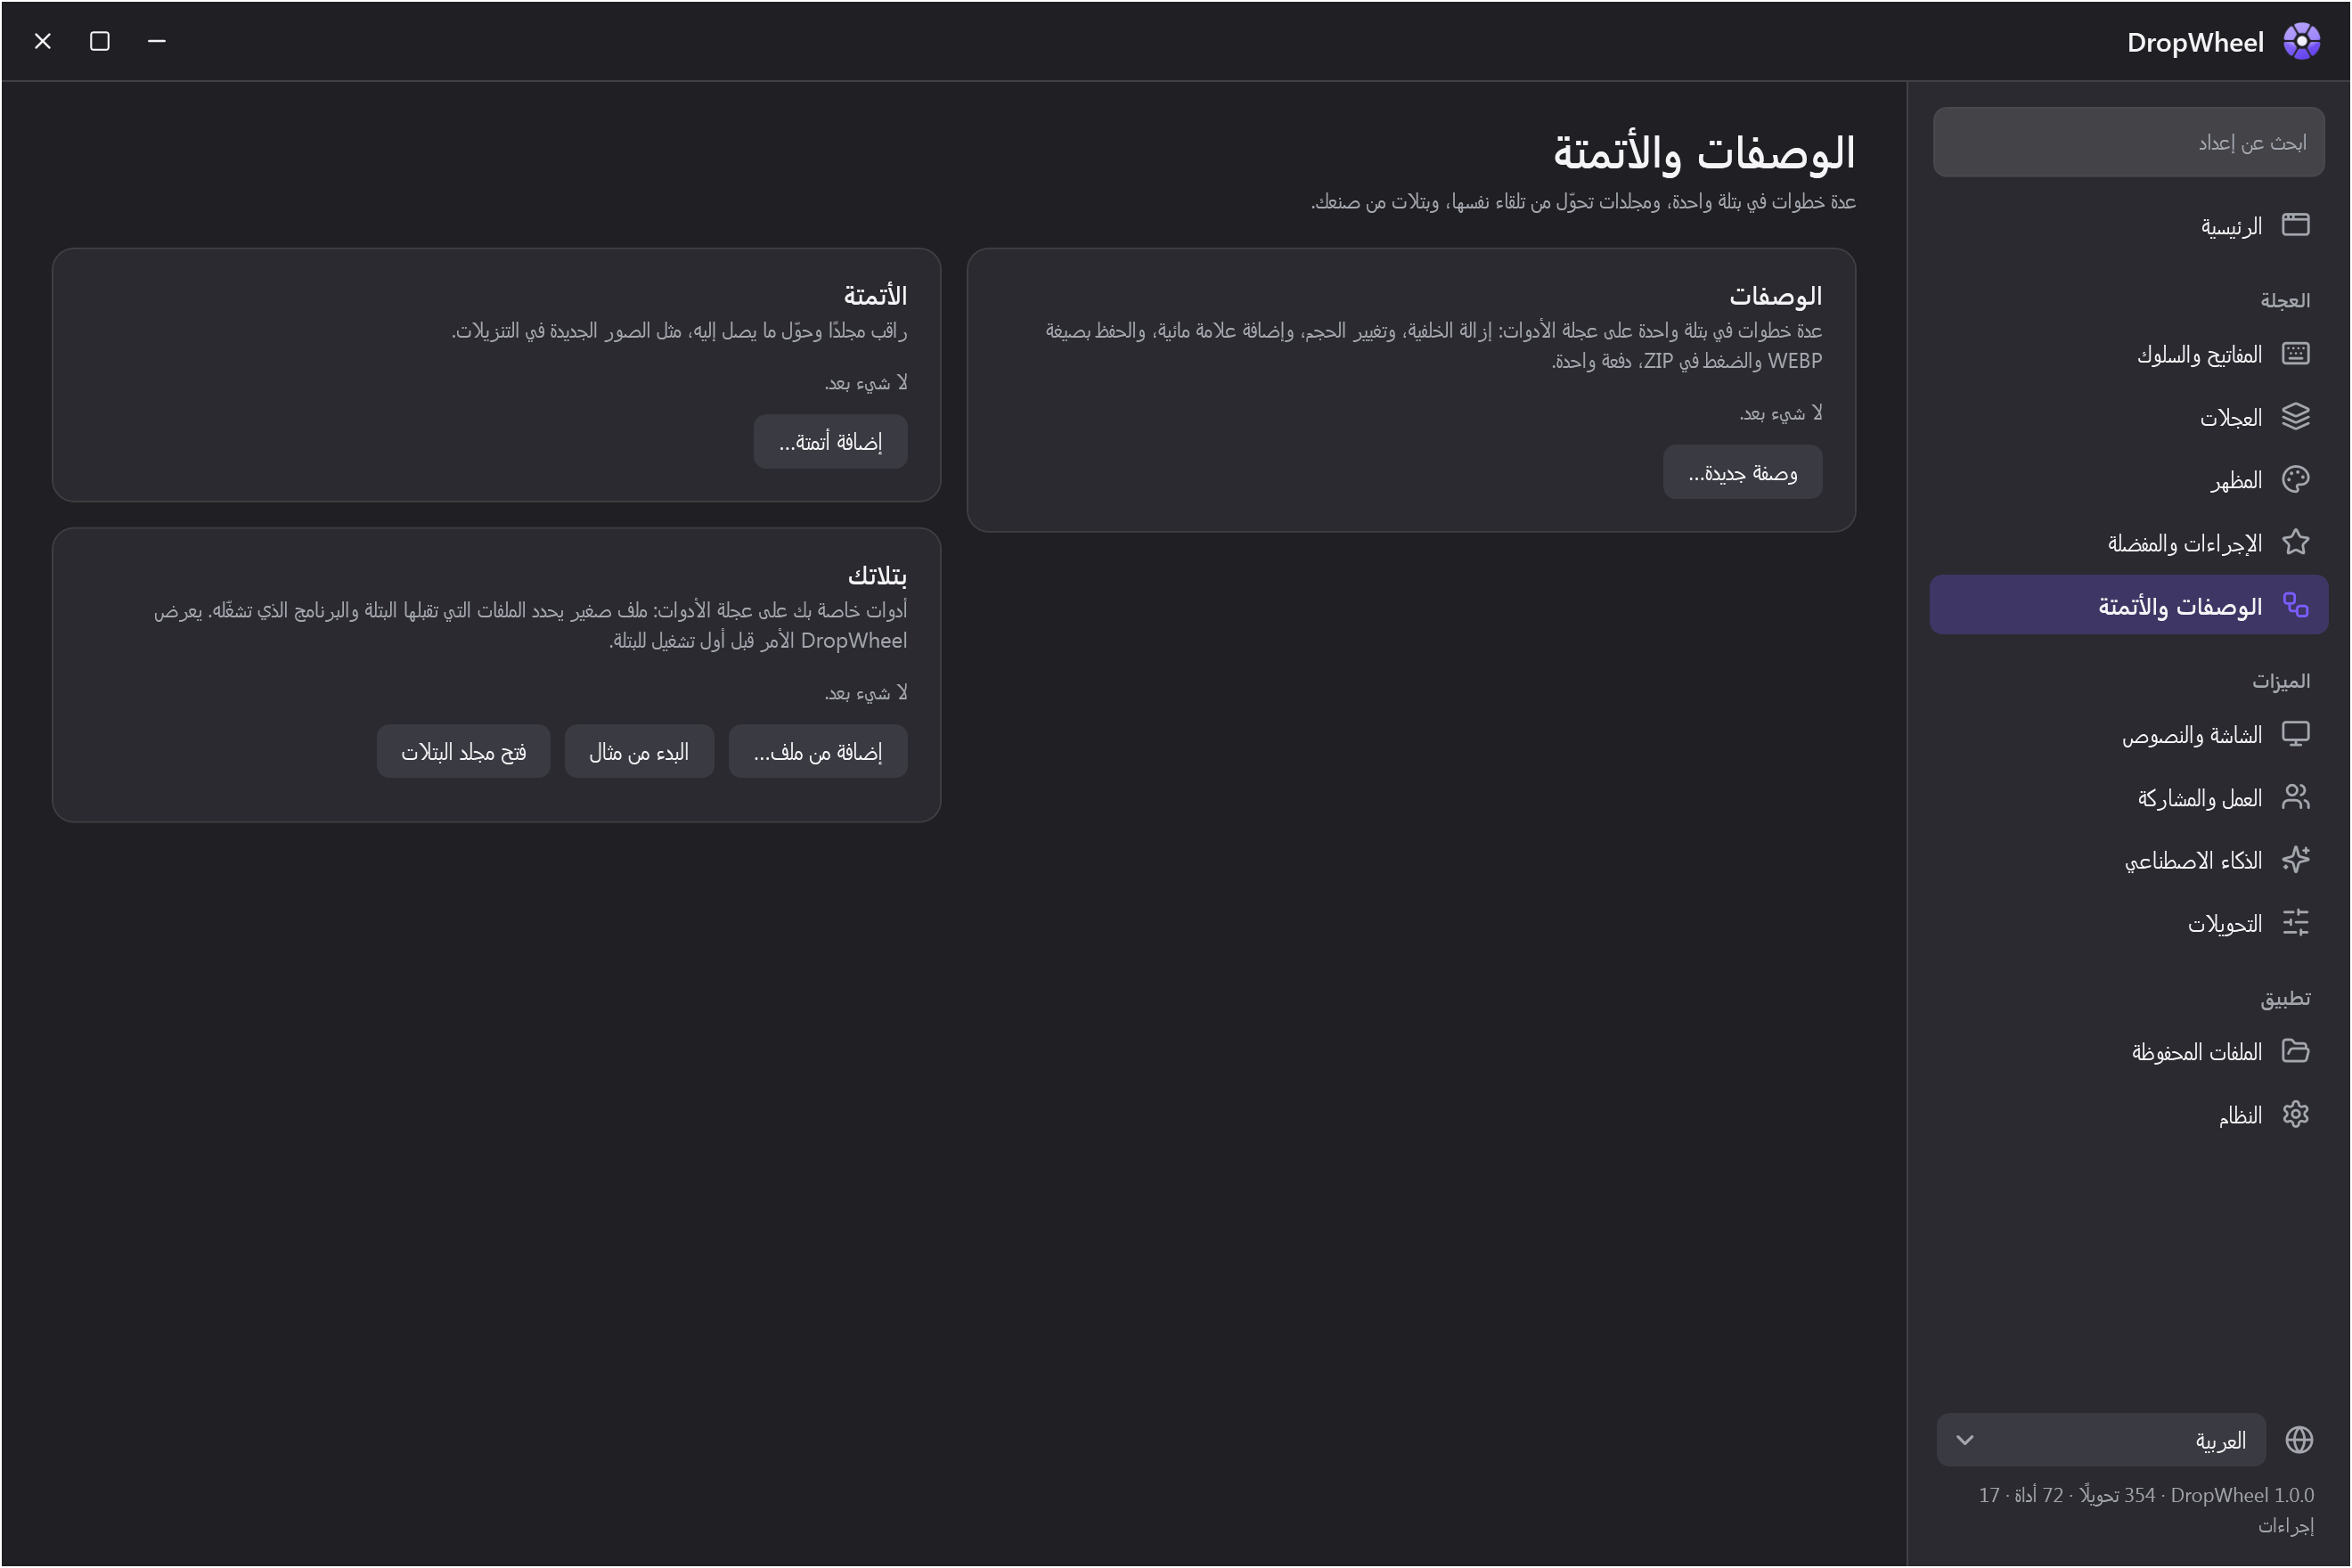 DropWheel
ابحث عن إعداد
الرئيسية
العجلة
المفاتيح والسلوك
العجلات
المظهر
الإجراءات والمفضلة
الوصفات والأتمتة
الميزات
الشاشة والنصوص
العمل والمشاركة
الذكاء الاصطناعي
التحويلات
تطبيق
الملفات المحفوظة
النظام
العربية
DropWheel 1.0.0 · 354 تحويلًا · 72 أداة · 17
إجراءات
الوصفات والأتمتة
عدة خطوات في بتلة واحدة، ومجلدات تحوّل من تلقاء نفسها، وبتلات من صنعك.
الوصفات
عدة خطوات في بتلة واحدة على عجلة الأدوات: إزالة الخلفية، وتغيير الحجم، وإضافة علامة مائية، والحفظ بصيغة
WEBP والضغط في ZIP، دفعة واحدة.
لا شيء بعد.
وصفة جديدة...
الأتمتة
راقب مجلدًا وحوّل ما يصل إليه، مثل الصور الجديدة في التنزيلات.
لا شيء بعد.
إضافة أتمتة...
بتلاتك
أدوات خاصة بك على عجلة الأدوات: ملف صغير يحدد الملفات التي تقبلها البتلة والبرنامج الذي تشغّله. يعرض
DropWheel الأمر قبل أول تشغيل للبتلة.
لا شيء بعد.
إضافة من ملف...
البدء من مثال
فتح مجلد البتلات